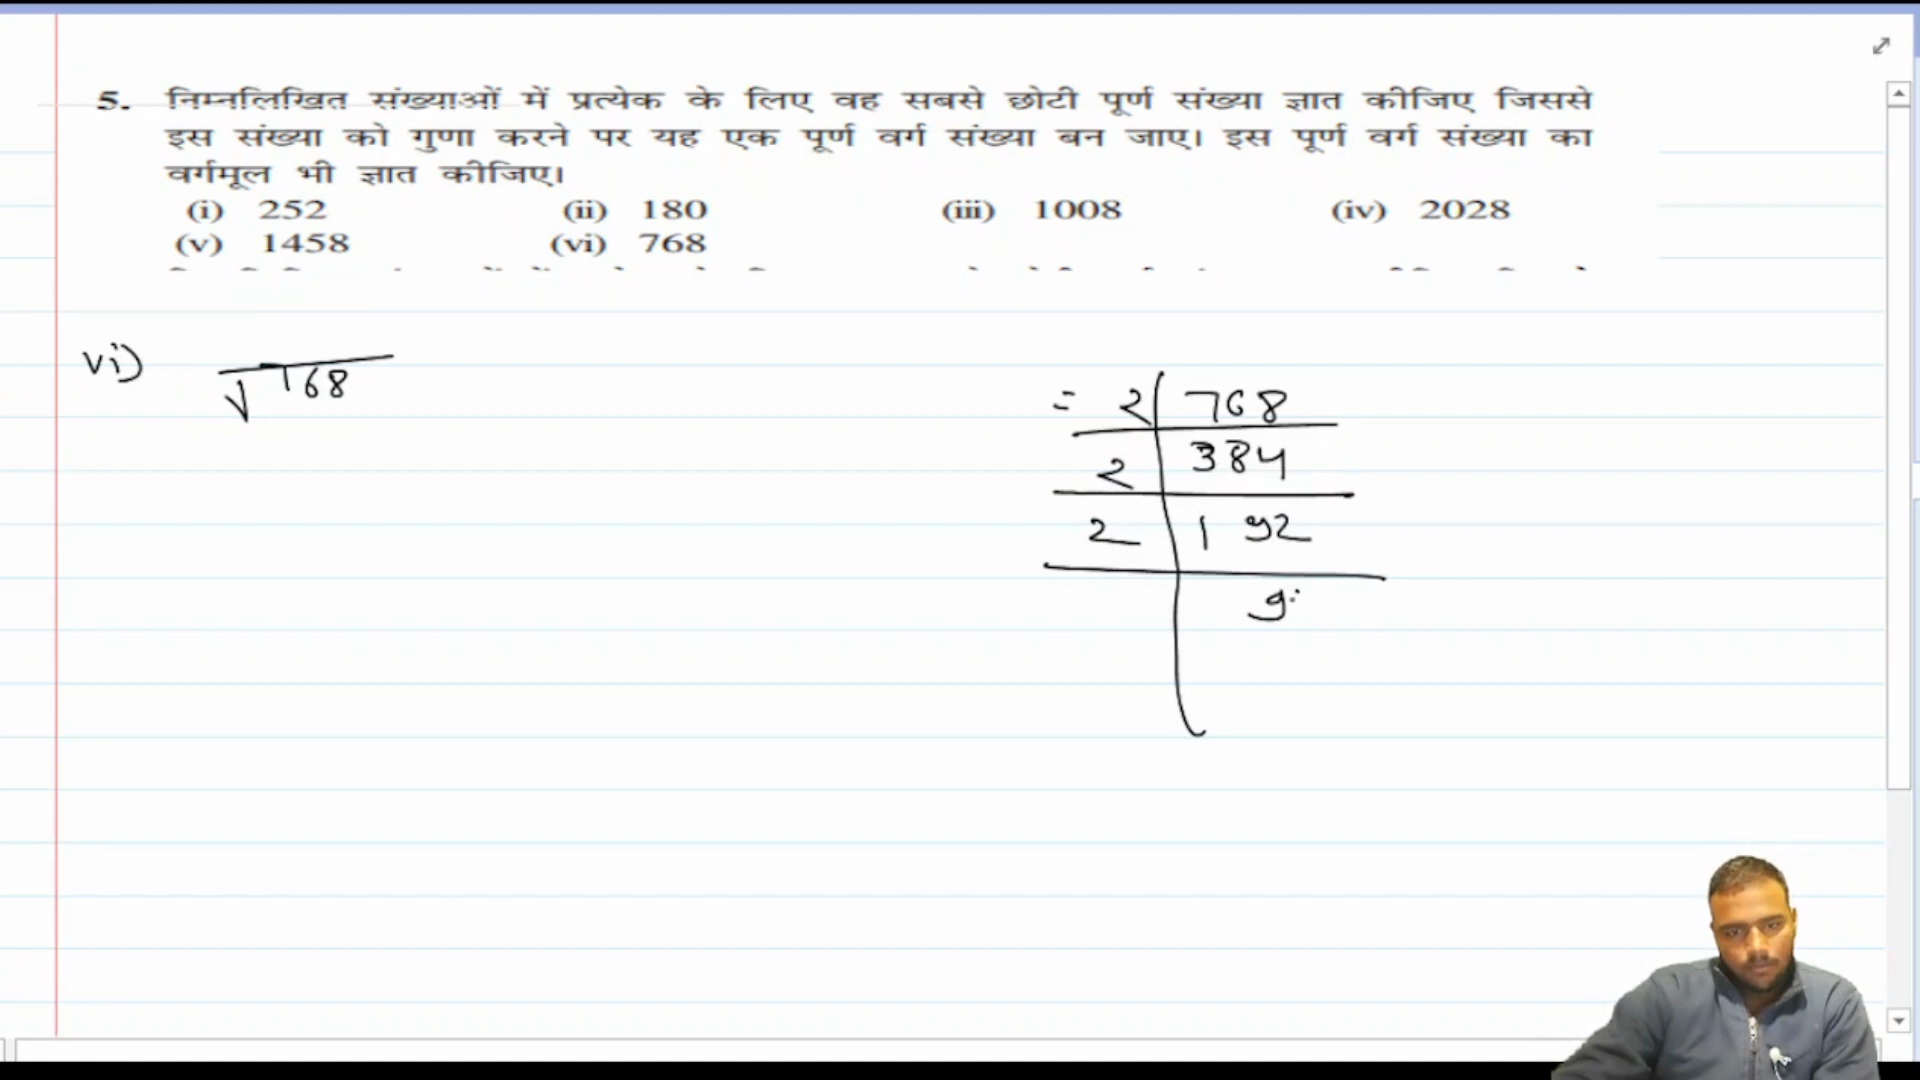 5. निम्नलिखित संख्याओं में प्रत्येक के लिए वह सबसे छोटी पूर्ण संख्या ज्ञात कीजिए जिससे
इस संख्या को गुणा करने पर यह एक पूर्ण वर्ग संख्या बन जाए। इस पूर्ण वर्ग संख्या का
वर्गमूल भी ज्ञात कीजिए।
(i) 252 (ii) 180 (iii) 1008 (iv) 2028
(v) 1458 (vi) 768
vi) √768
= 2 768
2 384
2 192
9